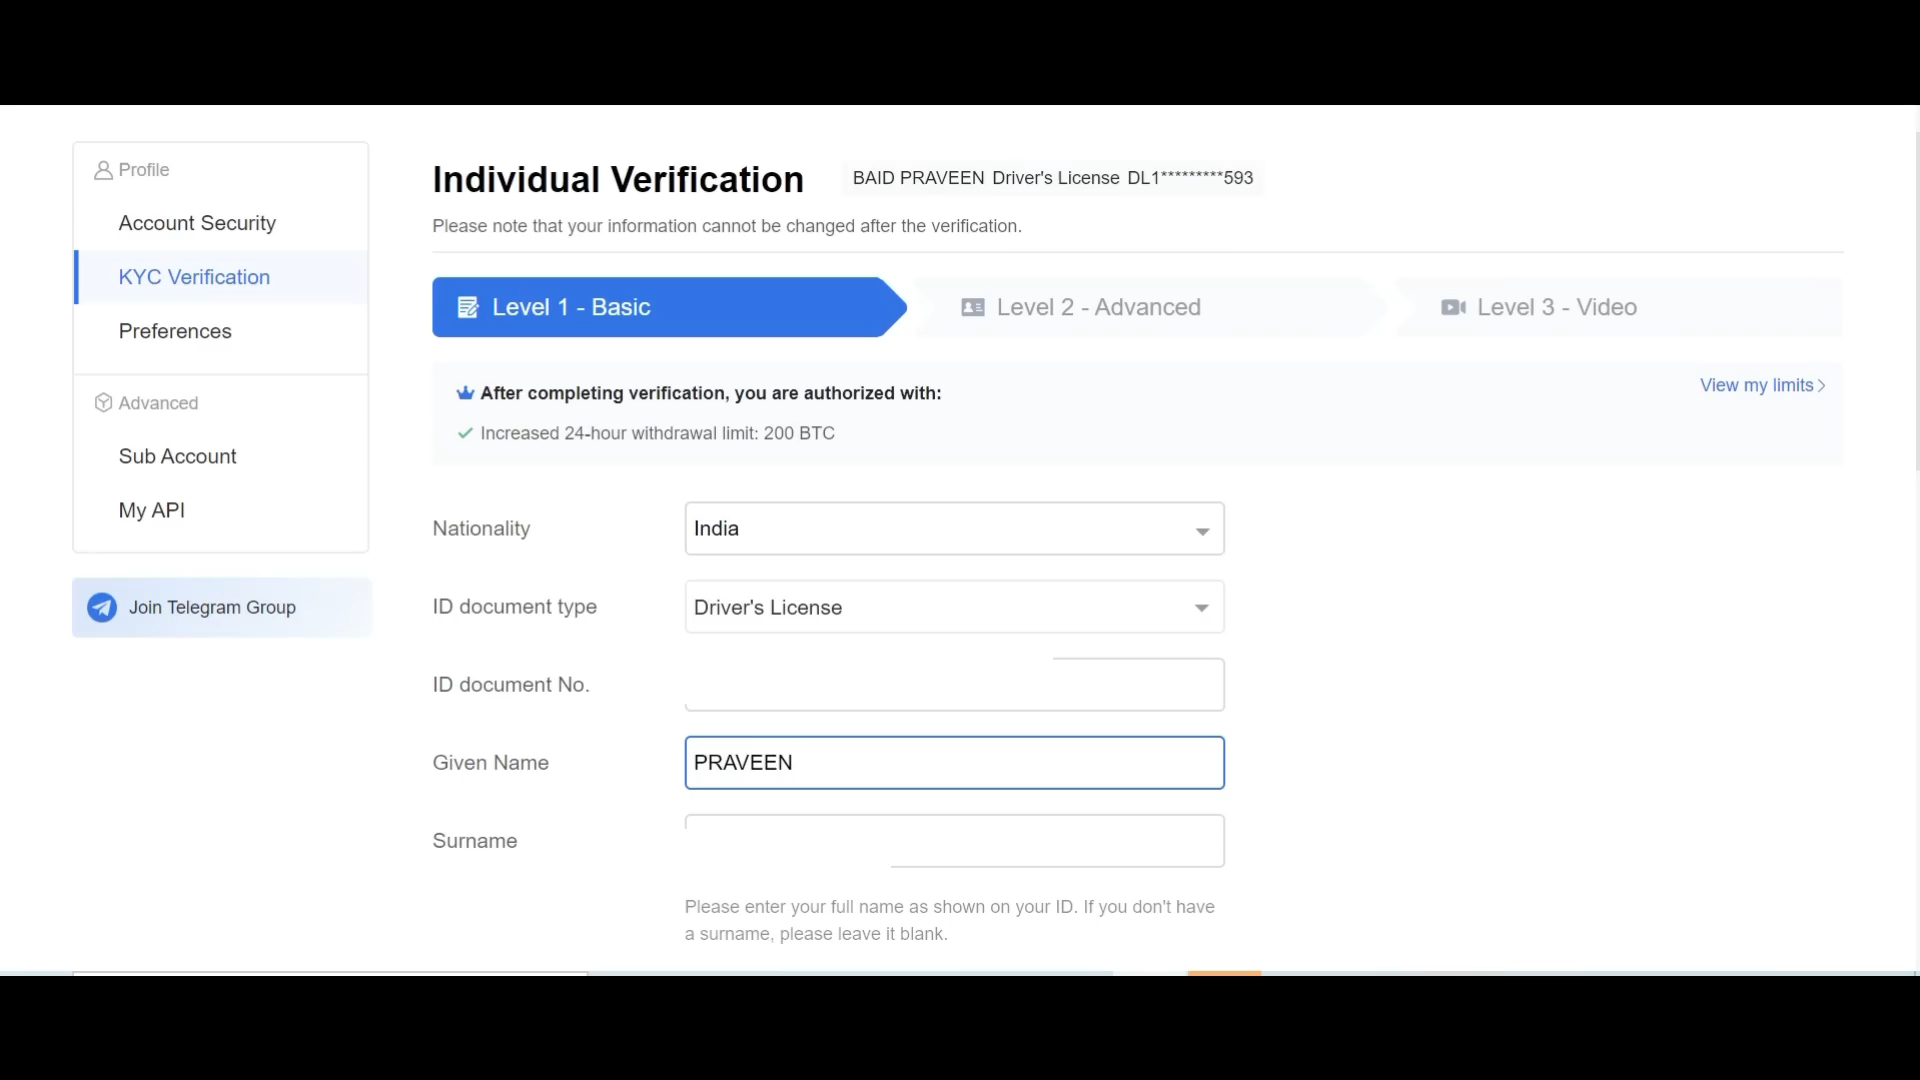 Profile
Account Security
KYC Verification
Preferences
Advanced
Sub Account
My API
Join Telegram Group
Individual Verification
BAID PRAVEEN Driver's License DL1*********593
Please note that your information cannot be changed after the verification.
Level 1 - Basic
Level 2 - Advanced
Level 3 - Video
After completing verification, you are authorized with:
View my limits
Increased 24-hour withdrawal limit: 200 BTC
Nationality
India
ID document type
Driver's License
ID document No.
Given Name
PRAVEEN
Surname
Please enter your full name as shown on your ID. If you don't have
a surname, please leave it blank.